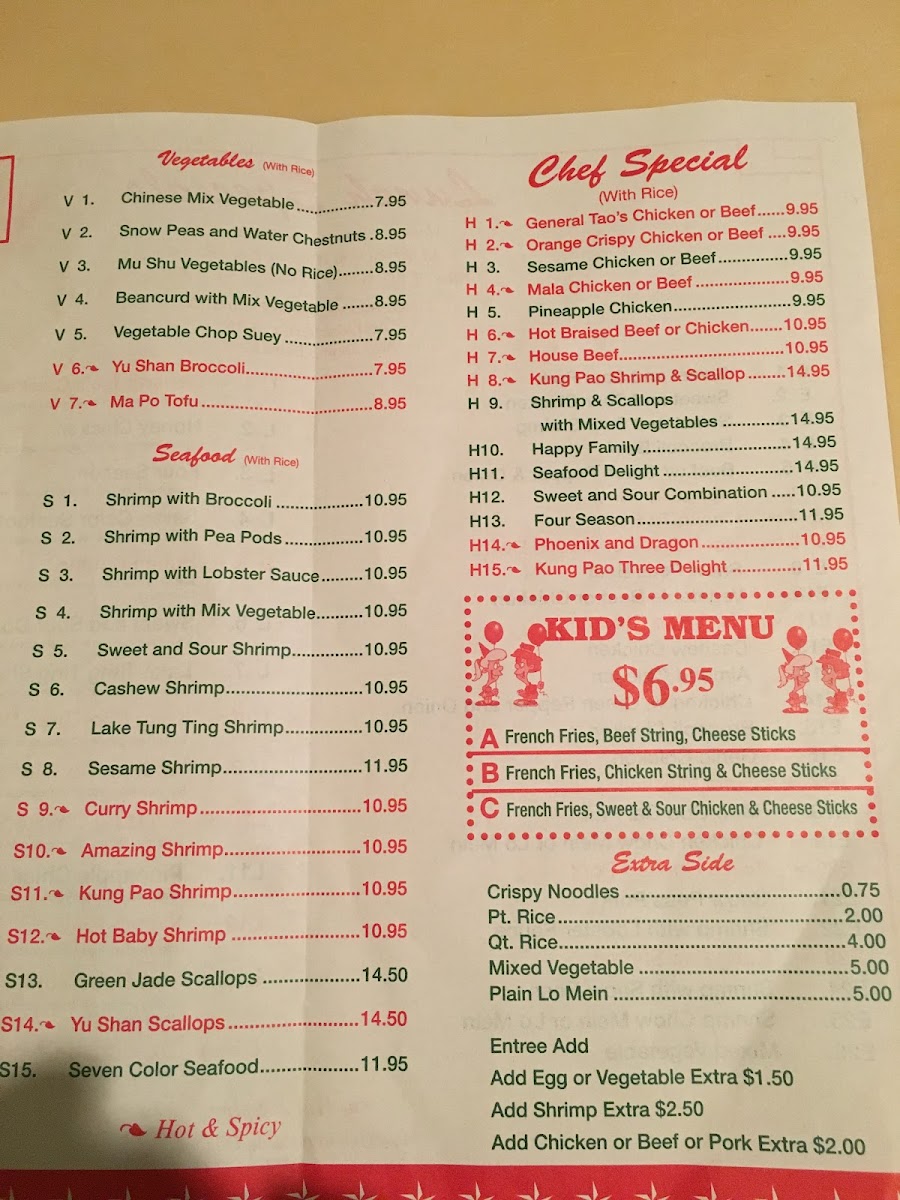 Vegetables (With Rice)
V 1. Chinese Mix Vegetable................7.95
V 2. Snow Peas and Water Chestnuts .8.95
V 3. Mu Shu Vegetables (No Rice)........8.95
V 4. Beancurd with Mix Vegetable .......8.95
V 5. Vegetable Chop Suey ...................7.95
V 6. Yu Shan Broccoli...........................7.95
V 7. Ma Po Tofu.....................................8.95
Seafood (With Rice)
S 1. Shrimp with Broccoli ...................10.95
S 2. Shrimp with Pea Pods .................10.95
S 3. Shrimp with Lobster Sauce.........10.95
S 4. Shrimp with Mix Vegetable..........10.95
S 5. Sweet and Sour Shrimp...............10.95
S 6. Cashew Shrimp............................10.95
S 7. Lake Tung Ting Shrimp................10.95
S 8. Sesame Shrimp............................11.95
S 9. Curry Shrimp................................10.95
S10. Amazing Shrimp...........................10.95
S11. Kung Pao Shrimp.........................10.95
S12. Hot Baby Shrimp .........................10.95
S13. Green Jade Scallops ...................14.50
S14. Yu Shan Scallops.........................14.50
S15. Seven Color Seafood...................11.95
Hot & Spicy
Chef Special
(With Rice)
H 1. General Tao's Chicken or Beef......9.95
H 2. Orange Crispy Chicken or Beef ....9.95
H 3. Sesame Chicken or Beef...............9.95
H 4. Mala Chicken or Beef ...................9.95
H 5. Pineapple Chicken.........................9.95
H 6. Hot Braised Beef or Chicken.......10.95
H 7. House Beef..................................10.95
H 8. Kung Pao Shrimp & Scallop ........14.95
H 9. Shrimp & Scallops
with Mixed Vegetables ..............14.95
H10. Happy Family ...............................14.95
H11. Seafood Delight ...........................14.95
H12. Sweet and Sour Combination .....10.95
H13. Four Season.................................11.95
H14. Phoenix and Dragon....................10.95
H15. Kung Pao Three Delight ..............11.95
KID'S MENU
$6.95
A French Fries, Beef String, Cheese Sticks
B French Fries, Chicken String & Cheese Sticks
C French Fries, Sweet & Sour Chicken & Cheese Sticks
Extra Side
Crispy Noodles ......................................0.75
Pt. Rice..................................................2.00
Qt. Rice..................................................4.00
Mixed Vegetable .....................................5.00
Plain Lo Mein .........................................5.00
Entree Add
Add Egg or Vegetable Extra $1.50
Add Shrimp Extra $2.50
Add Chicken or Beef or Pork Extra $2.00